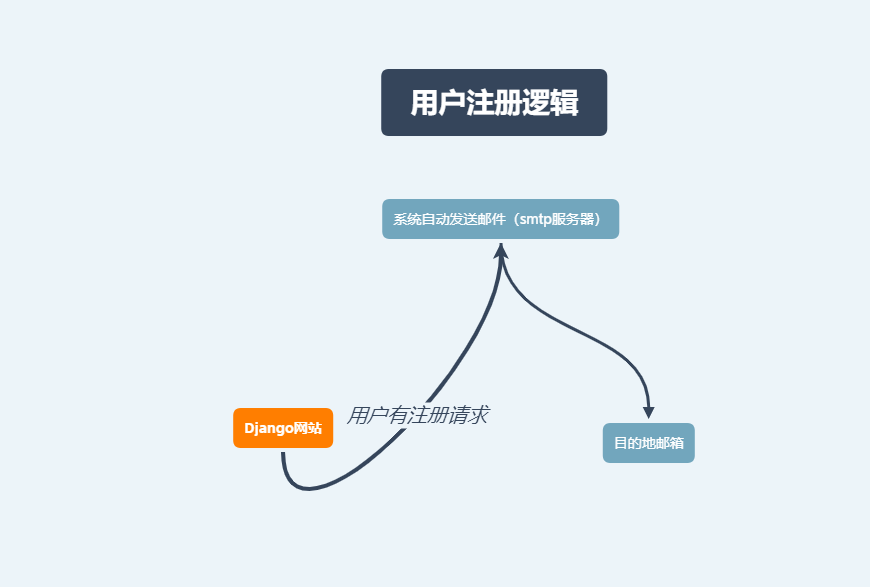 用户注册逻辑
系统自动发送邮件（smtp服务器）
用户有注册请求
Django网站
目的地邮箱